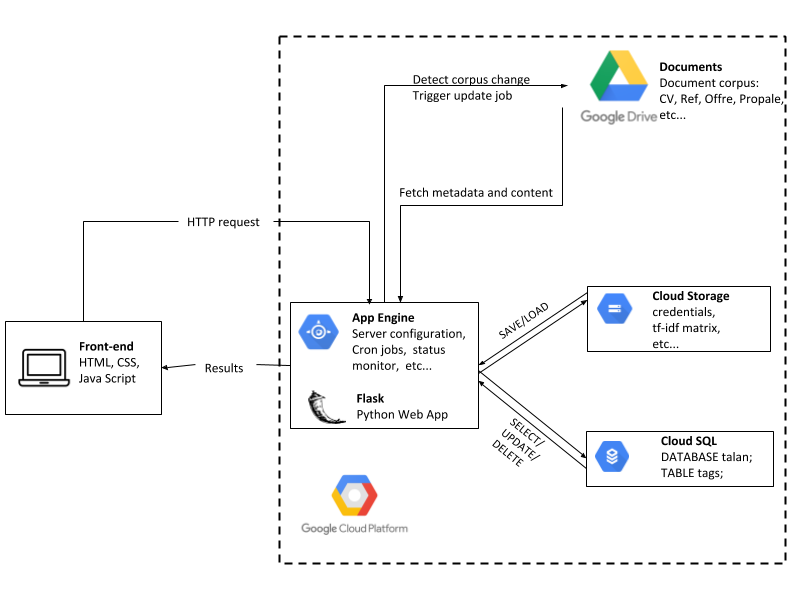 Documents
Document corpus:
CV, Ref, Offre, Propale,
etc...
Google Drive
Detect corpus change
Trigger update job
Fetch metadata and content
HTTP request
App Engine
Server configuration,
Cron jobs, status
monitor, etc...
Flask
Python Web App
Front-end
HTML, CSS,
Java Script
Results
SAVE/LOAD
Cloud Storage
credentials,
tf-idf matrix,
etc...
SELECT/
UPDATE/
DELETE
Cloud SQL
DATABASE talan;
TABLE tags;
Google Cloud Platform